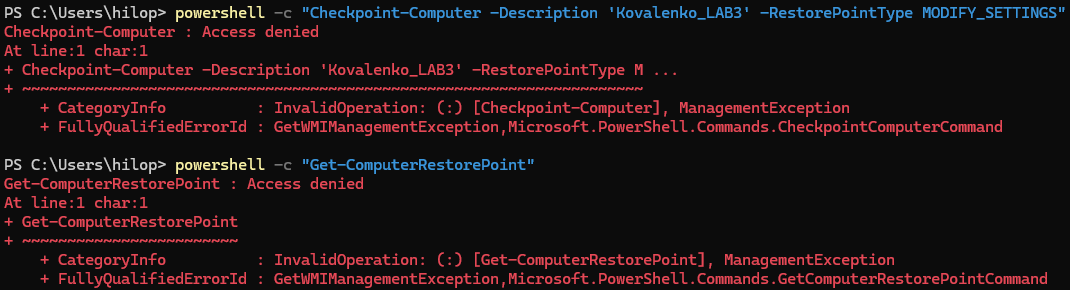 PS C:\Users\hilop> powershell -c "Checkpoint-Computer -Description 'Kovalenko_LAB3' -RestorePointType MODIFY_SETTINGS"
Checkpoint-Computer : Access denied
At line:1 char:1
+ Checkpoint-Computer -Description 'Kovalenko_LAB3' -RestorePointType M ...
+ ~~~~~~~~~~~~~~~~~~~~~~~~~~~~~~~~~~~~~~~~~~~~~~~~~~~~~~~~~~~~~~~~~~~~~
    + CategoryInfo          : InvalidOperation: (:) [Checkpoint-Computer], ManagementException
    + FullyQualifiedErrorId : GetWMIManagementException,Microsoft.PowerShell.Commands.CheckpointComputerCommand
PS C:\Users\hilop> powershell -c "Get-ComputerRestorePoint"
Get-ComputerRestorePoint : Access denied
At line:1 char:1
+ Get-ComputerRestorePoint
+ ~~~~~~~~~~~~~~~~~~~~~~~~
    + CategoryInfo          : InvalidOperation: (:) [Get-ComputerRestorePoint], ManagementException
    + FullyQualifiedErrorId : GetWMIManagementException,Microsoft.PowerShell.Commands.GetComputerRestorePointCommand